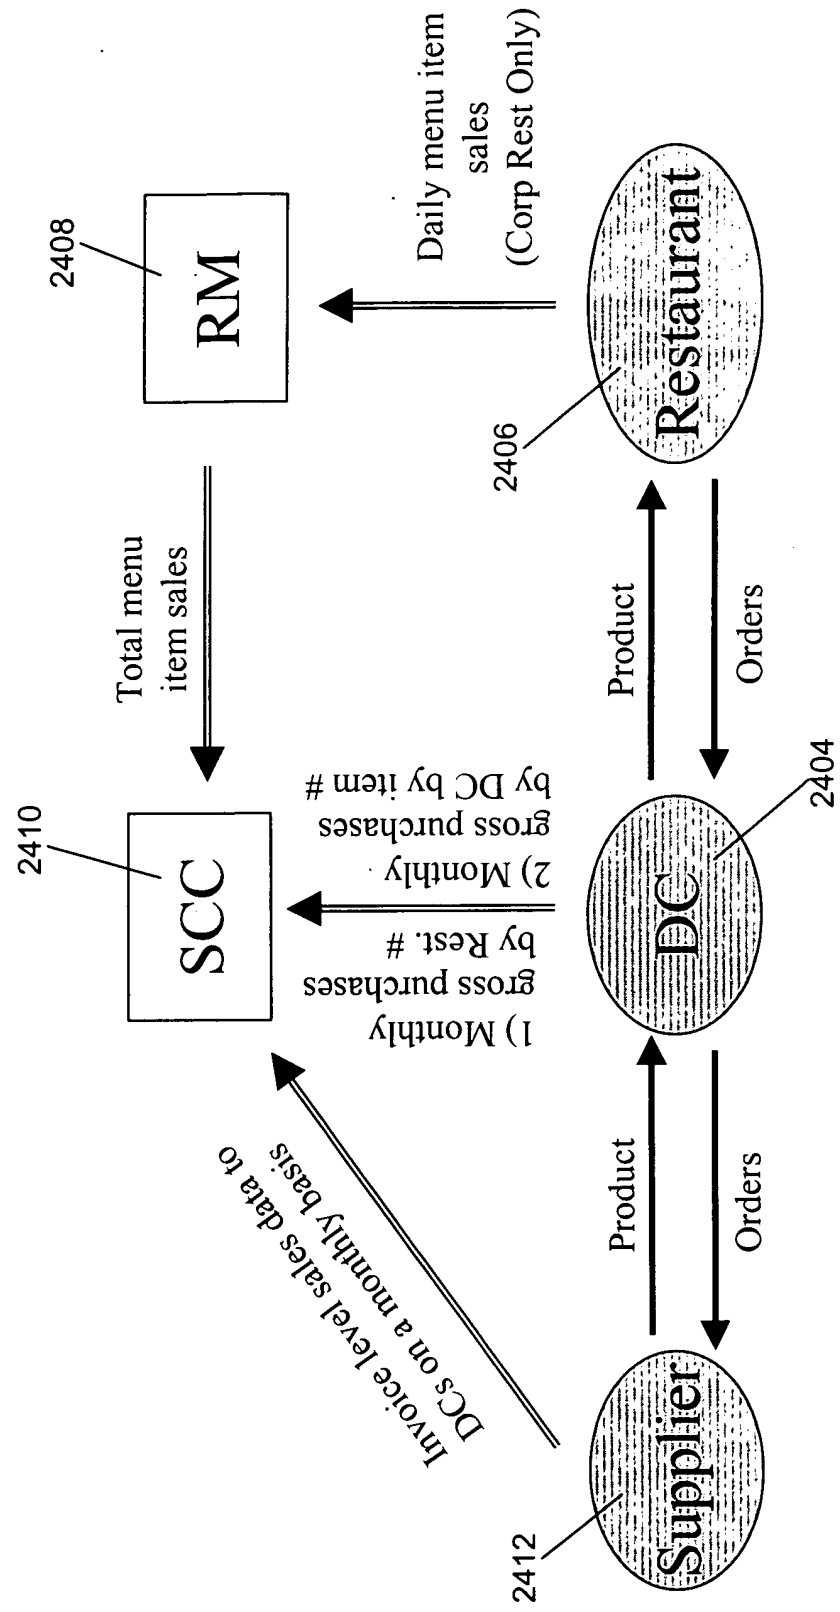 2410
SCC
Total menu
item sales
2408
RM
Invoice level sales data to
DCs on a monthly basis
1) Monthly
gross purchases
by Rest. #
2) Monthly
gross purchases
by DC by item #
Daily menu item
sales
(Corp Rest Only)
2412
Supplier
Product
Orders
DC
2404
Product
Orders
2406
Restaurant